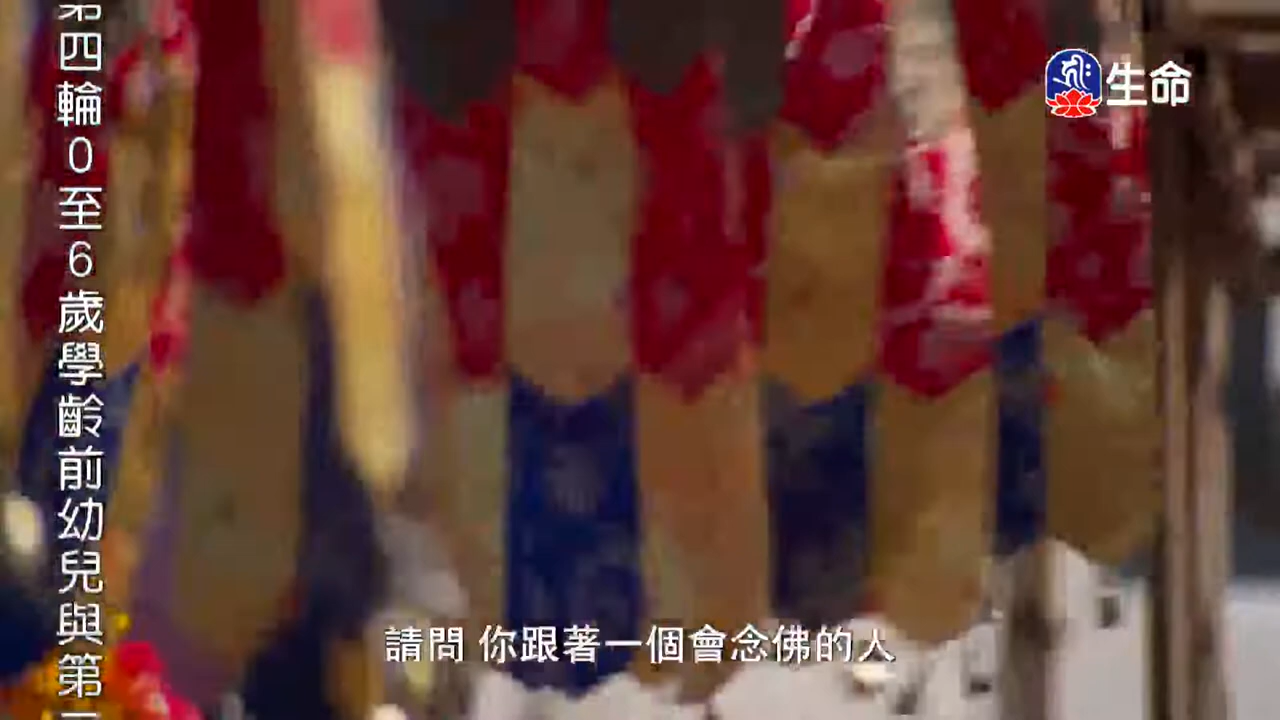 第四輪０至６歲學齡前幼兒與第
生命
請問 你跟著一個會念佛的人